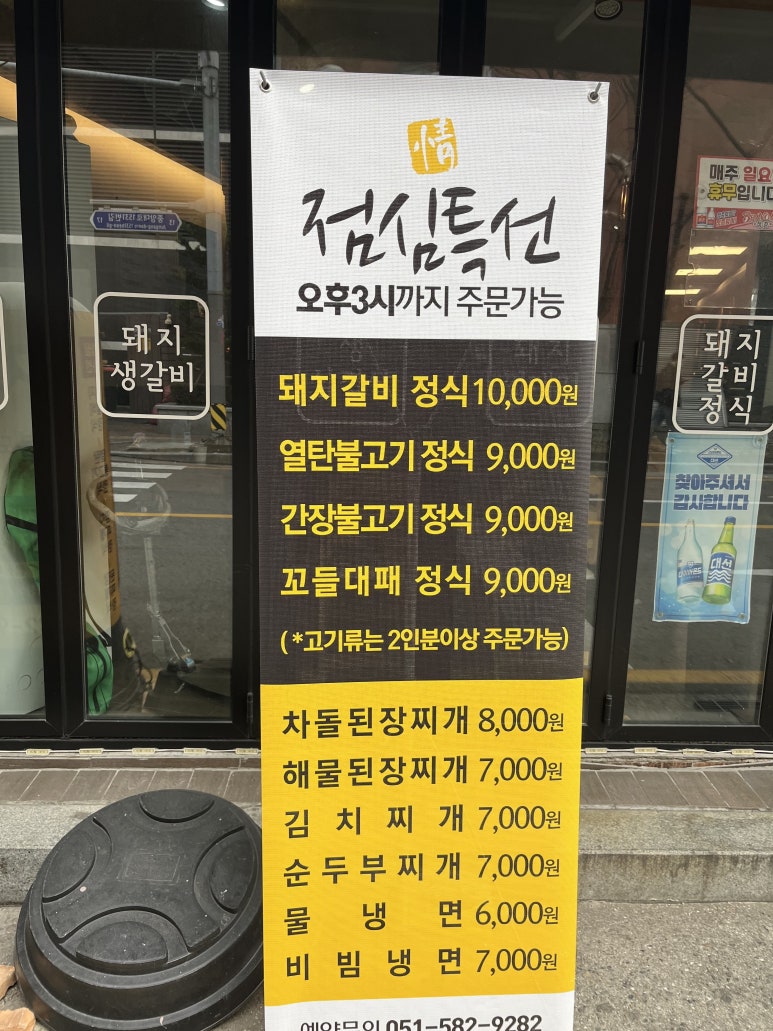 情
점심특선
오후3시까지 주문가능
돼지갈비 정식 10,000원
열탄불고기 정식 9,000원
간장불고기 정식 9,000원
꼬들대패 정식 9,000원
( *고기류는 2인분이상 주문가능)
차돌된장찌개 8,000원
해물된장찌개 7,000원
김치찌개 7,000원
순두부찌개 7,000원
물냉면 6,000원
비빔냉면 7,000원
예약문의 051-582-9282
돼지
생갈비
매주 일요
휴무입니다
돼지
갈비
정식
찾아주셔서
감사합니다
대선